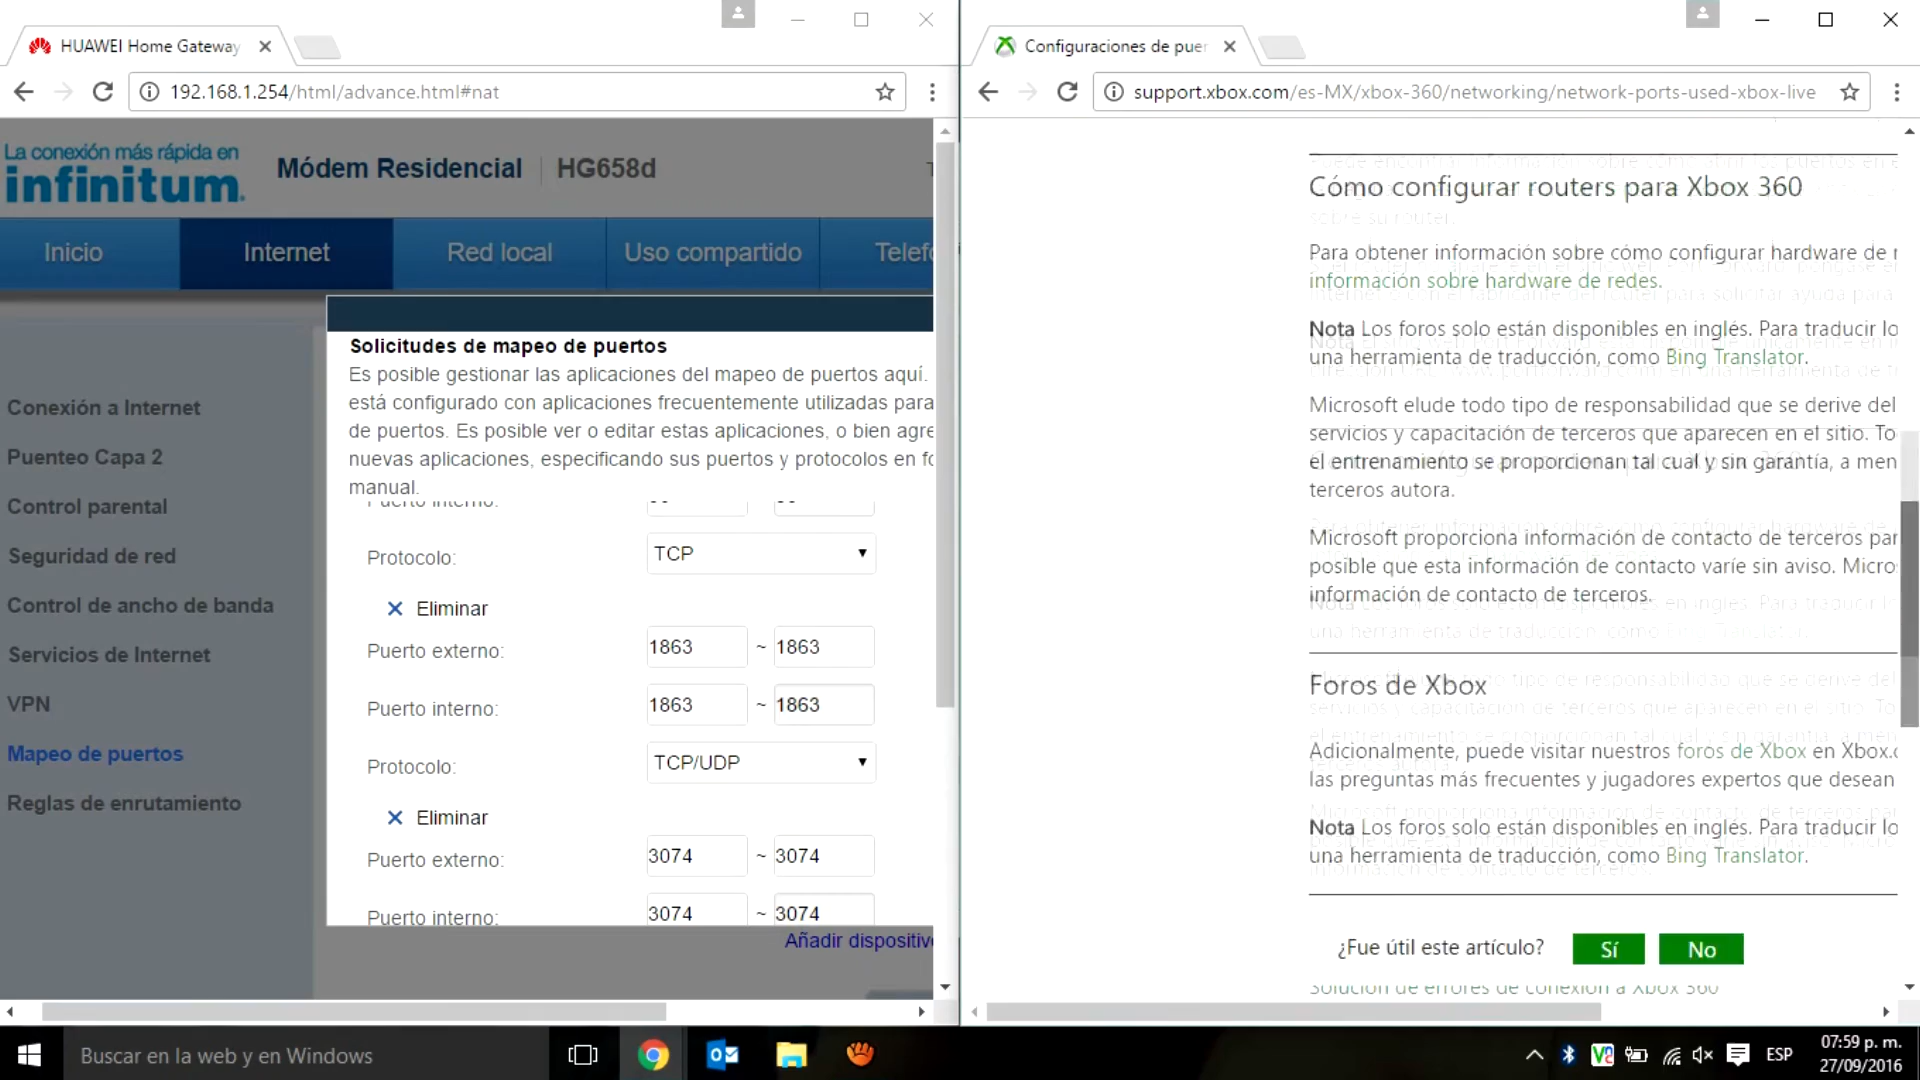 HUAWEI Home Gateway
192.168.1.254/html/advance.html#nat
La conexión más rápida en
infinitum.
Módem Residencial
HG658d
Inicio
Internet
Red local
Uso compartido
Solicitudes de mapeo de puertos
Es posible gestionar las aplicaciones del mapeo de puertos aquí.
está configurado con aplicaciones frecuentemente utilizadas para
de puertos. Es posible ver o editar estas aplicaciones, o bien agre
nuevas aplicaciones, especificando sus puertos y protocolos en fo
manual.
Conexión a Internet
Puenteo Capa 2
Control parental
Seguridad de red
Control de ancho de banda
Servicios de Internet
VPN
Mapeo de puertos
Reglas de enrutamiento
Puerto interno:
Protocolo: TCP
Eliminar
Puerto externo: 1863 ~ 1863
Puerto interno: 1863 ~ 1863
Protocolo: TCP/UDP
Eliminar
Puerto externo: 3074 ~ 3074
Puerto interno: 3074 ~ 3074
Añadir dispositivo
Configuraciones de puer
support.xbox.com/es-MX/xbox-360/networking/network-ports-used-xbox-live
Cómo configurar routers para Xbox 360
sobre su router.
Para obtener información sobre cómo configurar hardware de r
información sobre hardware de redes.
Nota Los foros solo están disponibles en inglés. Para traducir lo
una herramienta de traducción, como Bing Translator.
Microsoft elude todo tipo de responsabilidad que se derive del
servicios y capacitación de terceros que aparecen en el sitio. To
el entrenamiento se proporcionan tal cual y sin garantía, a men
terceros autora.
Microsoft proporciona información de contacto de terceros par
posible que esta información de contacto varíe sin aviso. Micro
información de contacto de terceros.
Foros de Xbox
Adicionalmente, puede visitar nuestros foros de Xbox en Xbox.c
las preguntas más frecuentes y jugadores expertos que desean
Nota Los foros solo están disponibles en inglés. Para traducir lo
una herramienta de traducción, como Bing Translator.
¿Fue útil este artículo? Sí No
Solución de errores de conexión a Xbox 360
Buscar en la web y en Windows
ESP
07:59 p. m.
27/09/2016